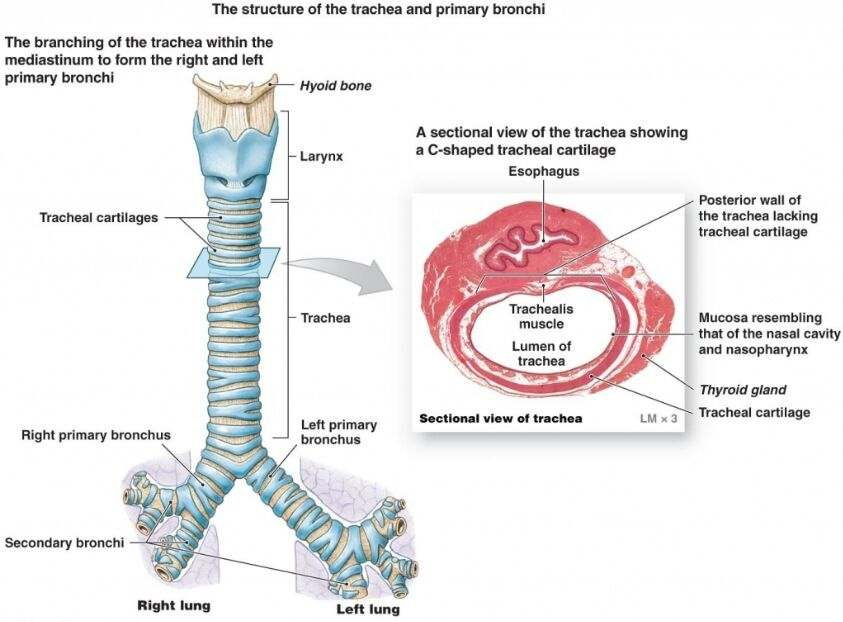 The structure of the trachea and primary bronchi
The branching of the trachea within the
mediastinum to form the right and left
primary bronchi
Hyoid bone
Larynx
Tracheal cartilages
Trachea
Right primary bronchus
Left primary
bronchus
Secondary bronchi
Right lung
Left lung
A sectional view of the trachea showing
a C-shaped tracheal cartilage
Esophagus
Posterior wall of
the trachea lacking
tracheal cartilage
Trachealis
muscle
Lumen of
trachea
Mucosa resembling
that of the nasal cavity
and nasopharynx
Thyroid gland
Tracheal cartilage
Sectional view of trachea
LM × 3